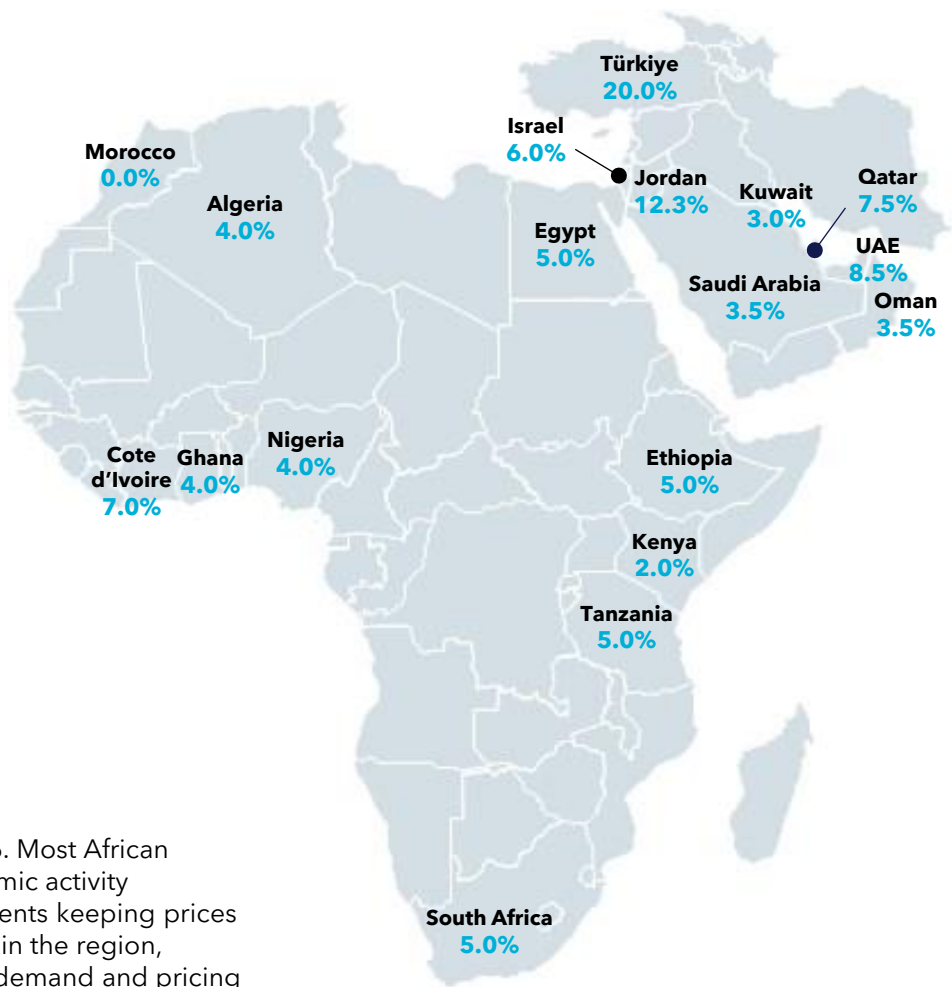 Türkiye
20.0%
Israel
6.0%
Morocco
0.0%
Jordan
12.3%
Kuwait
3.0%
Qatar
7.5%
Algeria
4.0%
Egypt
5.0%
UAE
8.5%
Saudi Arabia
3.5%
Oman
3.5%
Cote
d'Ivoire
7.0%
Ghana
4.0%
Nigeria
4.0%
Ethiopia
5.0%
Kenya
2.0%
Tanzania
5.0%
South Africa
5.0%
. Most African
mic activity
ents keeping prices
in the region,
demand and pricing